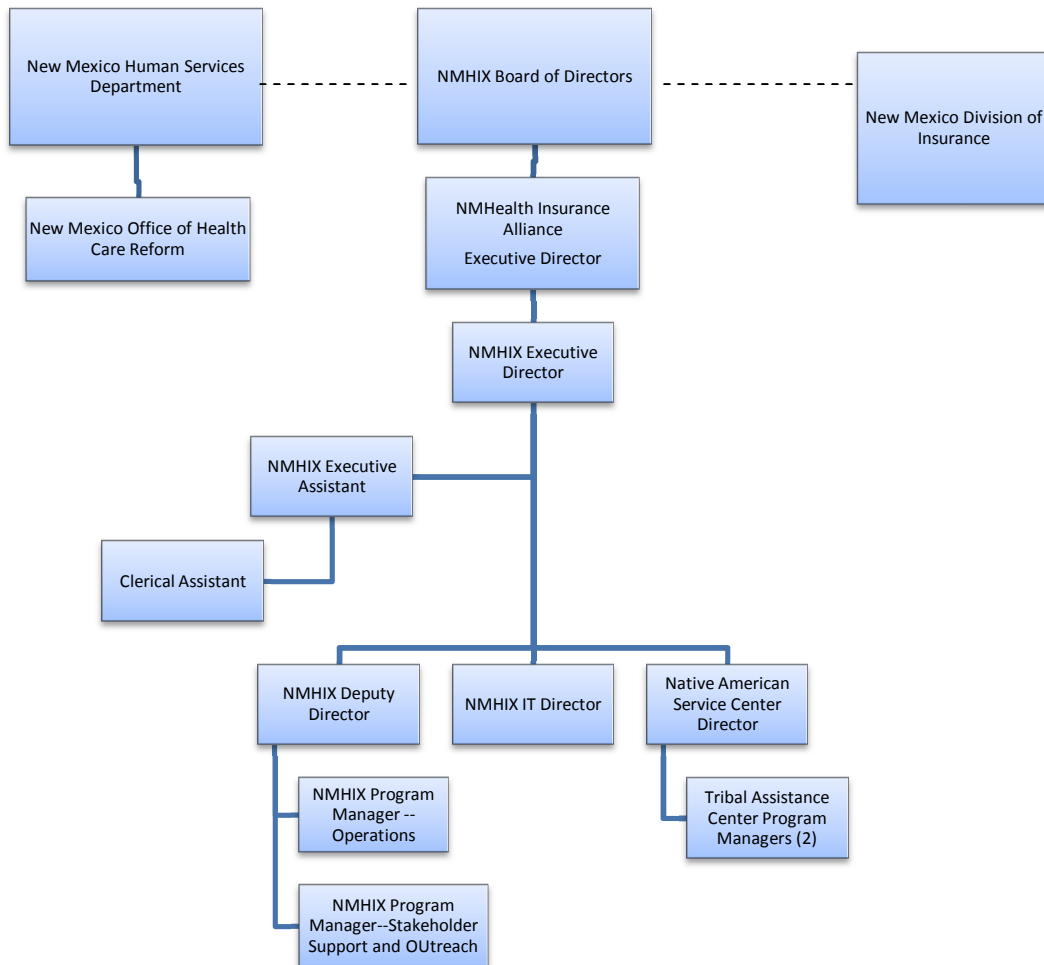 New Mexico Human Services
Department
NMHIX Board of Directors
New Mexico Division of
Insurance
New Mexico Office of Health
Care Reform
NMHealth Insurance
Alliance
Executive Director
NMHIX Executive
Director
NMHIX Executive
Assistant
Clerical Assistant
NMHIX Deputy
Director
NMHIX IT Director
Native American
Service Center
Director
NMHIX Program
Manager --
Operations
Tribal Assistance
Center Program
Managers (2)
NMHIX Program
Manager--Stakeholder
Support and OUtreach